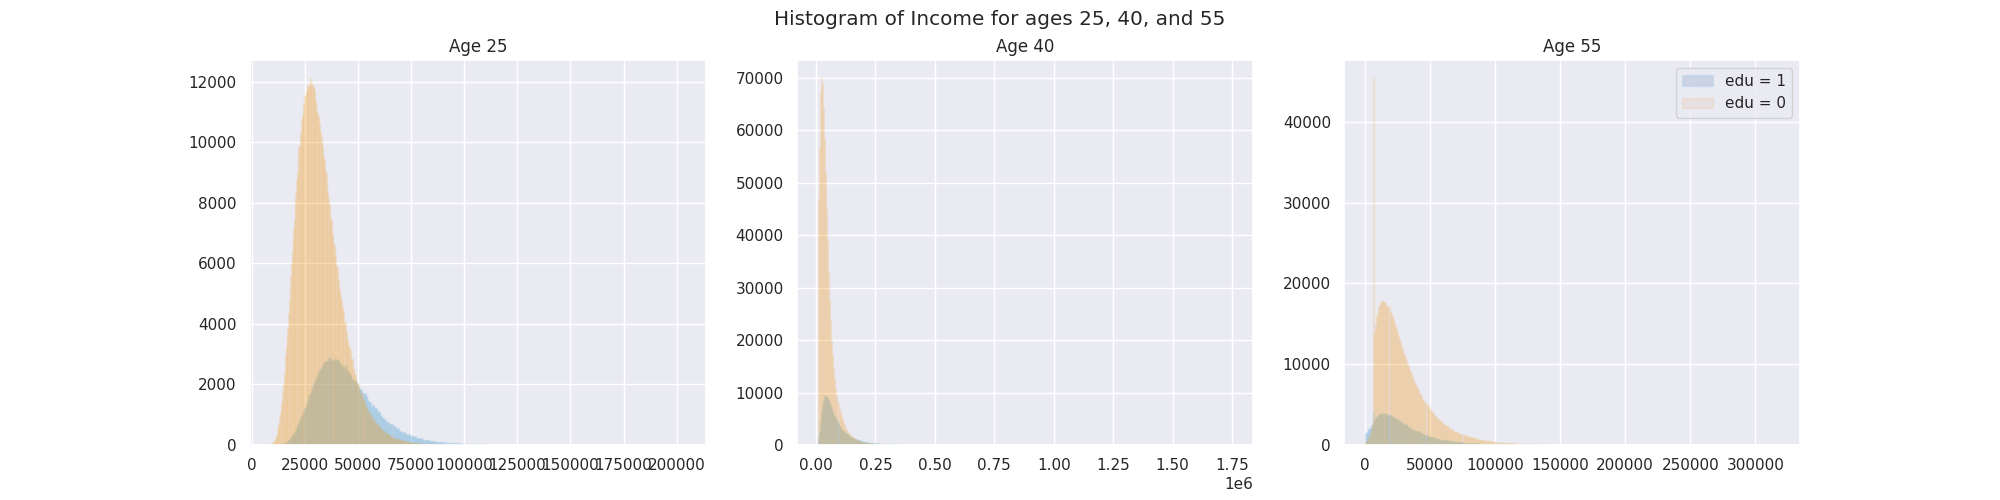 Histogram of Income for ages 25, 40, and 55
Age 25
12000
10000
8000
6000
4000
2000
0
0 25000 50000 75000 100000 125000 150000 175000 200000
Age 40
70000
60000
50000
40000
30000
20000
10000
0
0.00 0.25 0.50 0.75 1.00 1.25 1.50 1.75
1e6
Age 55
edu = 1
edu = 0
40000
30000
20000
10000
0
0 50000 100000 150000 200000 250000 300000